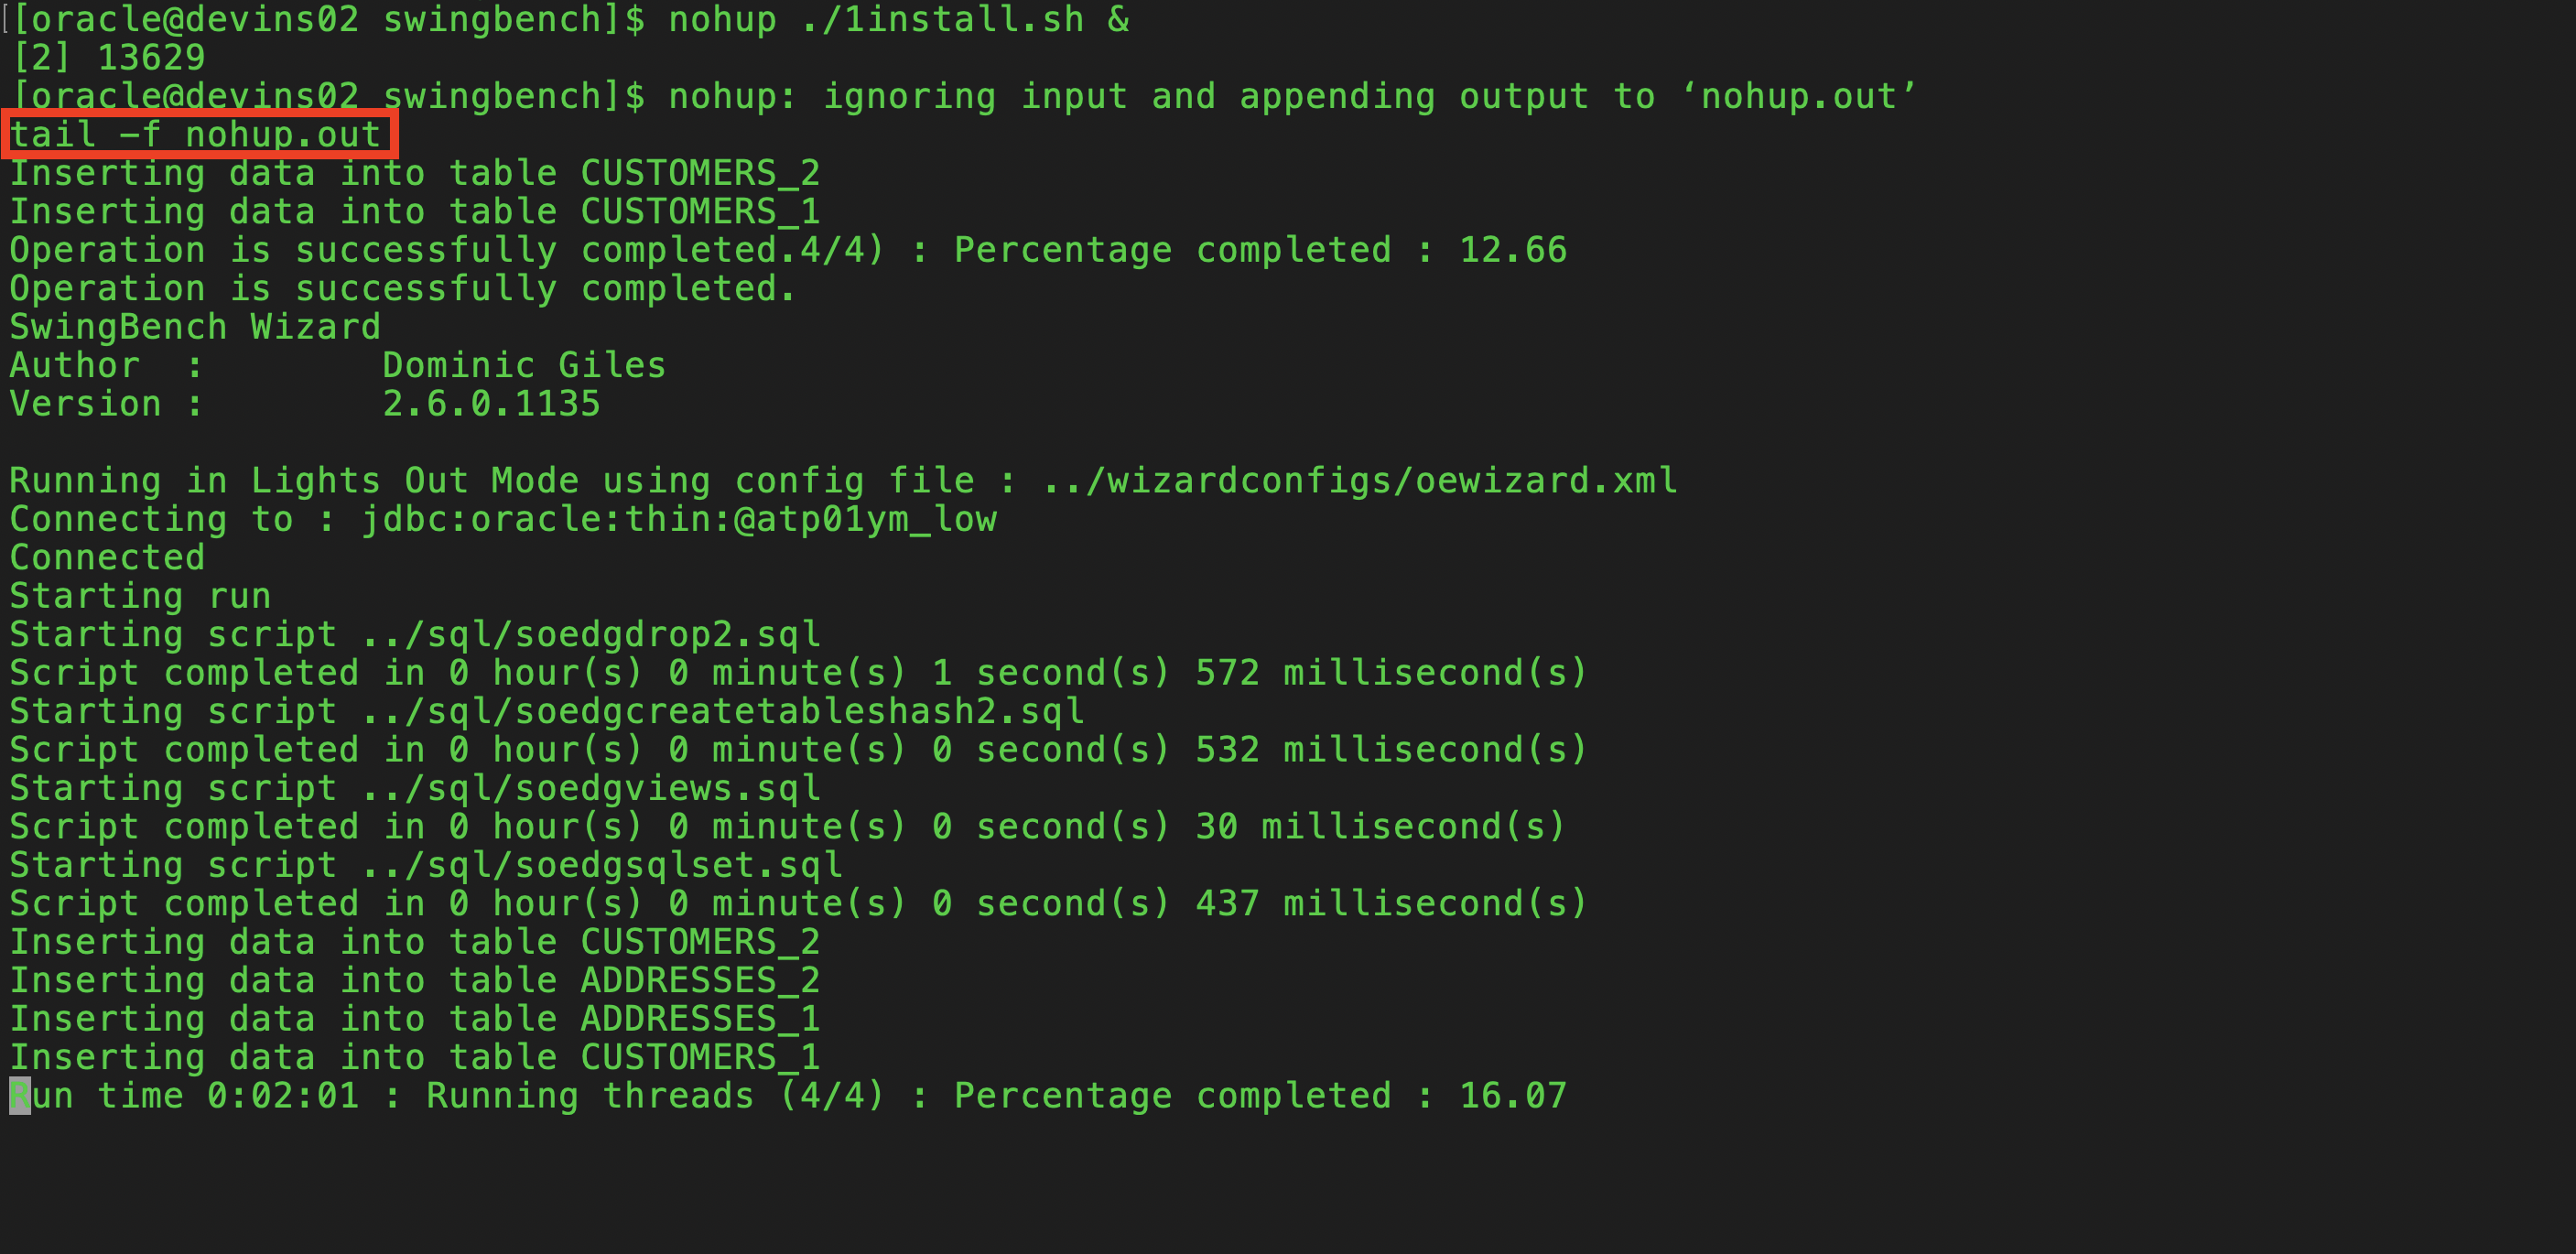 [[oracle@devins02 swingbench]$ nohup ./1install.sh &
[2] 13629
[oracle@devins02 swingbench]$ nohup: ignoring input and appending output to ‘nohup.out’
tail -f nohup.out
Inserting data into table CUSTOMERS_2
Inserting data into table CUSTOMERS_1
Operation is successfully completed.4/4) : Percentage completed : 12.66
Operation is successfully completed.
SwingBench Wizard
Author  :        Dominic Giles
Version :        2.6.0.1135
Running in Lights Out Mode using config file : ../wizardconfigs/oewizard.xml
Connecting to : jdbc:oracle:thin:@atp01ym_low
Connected
Starting run
Starting script ../sql/soedgdrop2.sql
Script completed in 0 hour(s) 0 minute(s) 1 second(s) 572 millisecond(s)
Starting script ../sql/soedgcreatetableshash2.sql
Script completed in 0 hour(s) 0 minute(s) 0 second(s) 532 millisecond(s)
Starting script ../sql/soedgviews.sql
Script completed in 0 hour(s) 0 minute(s) 0 second(s) 30 millisecond(s)
Starting script ../sql/soedgsqlset.sql
Script completed in 0 hour(s) 0 minute(s) 0 second(s) 437 millisecond(s)
Inserting data into table CUSTOMERS_2
Inserting data into table ADDRESSES_2
Inserting data into table ADDRESSES_1
Inserting data into table CUSTOMERS_1
Run time 0:02:01 : Running threads (4/4) : Percentage completed : 16.07